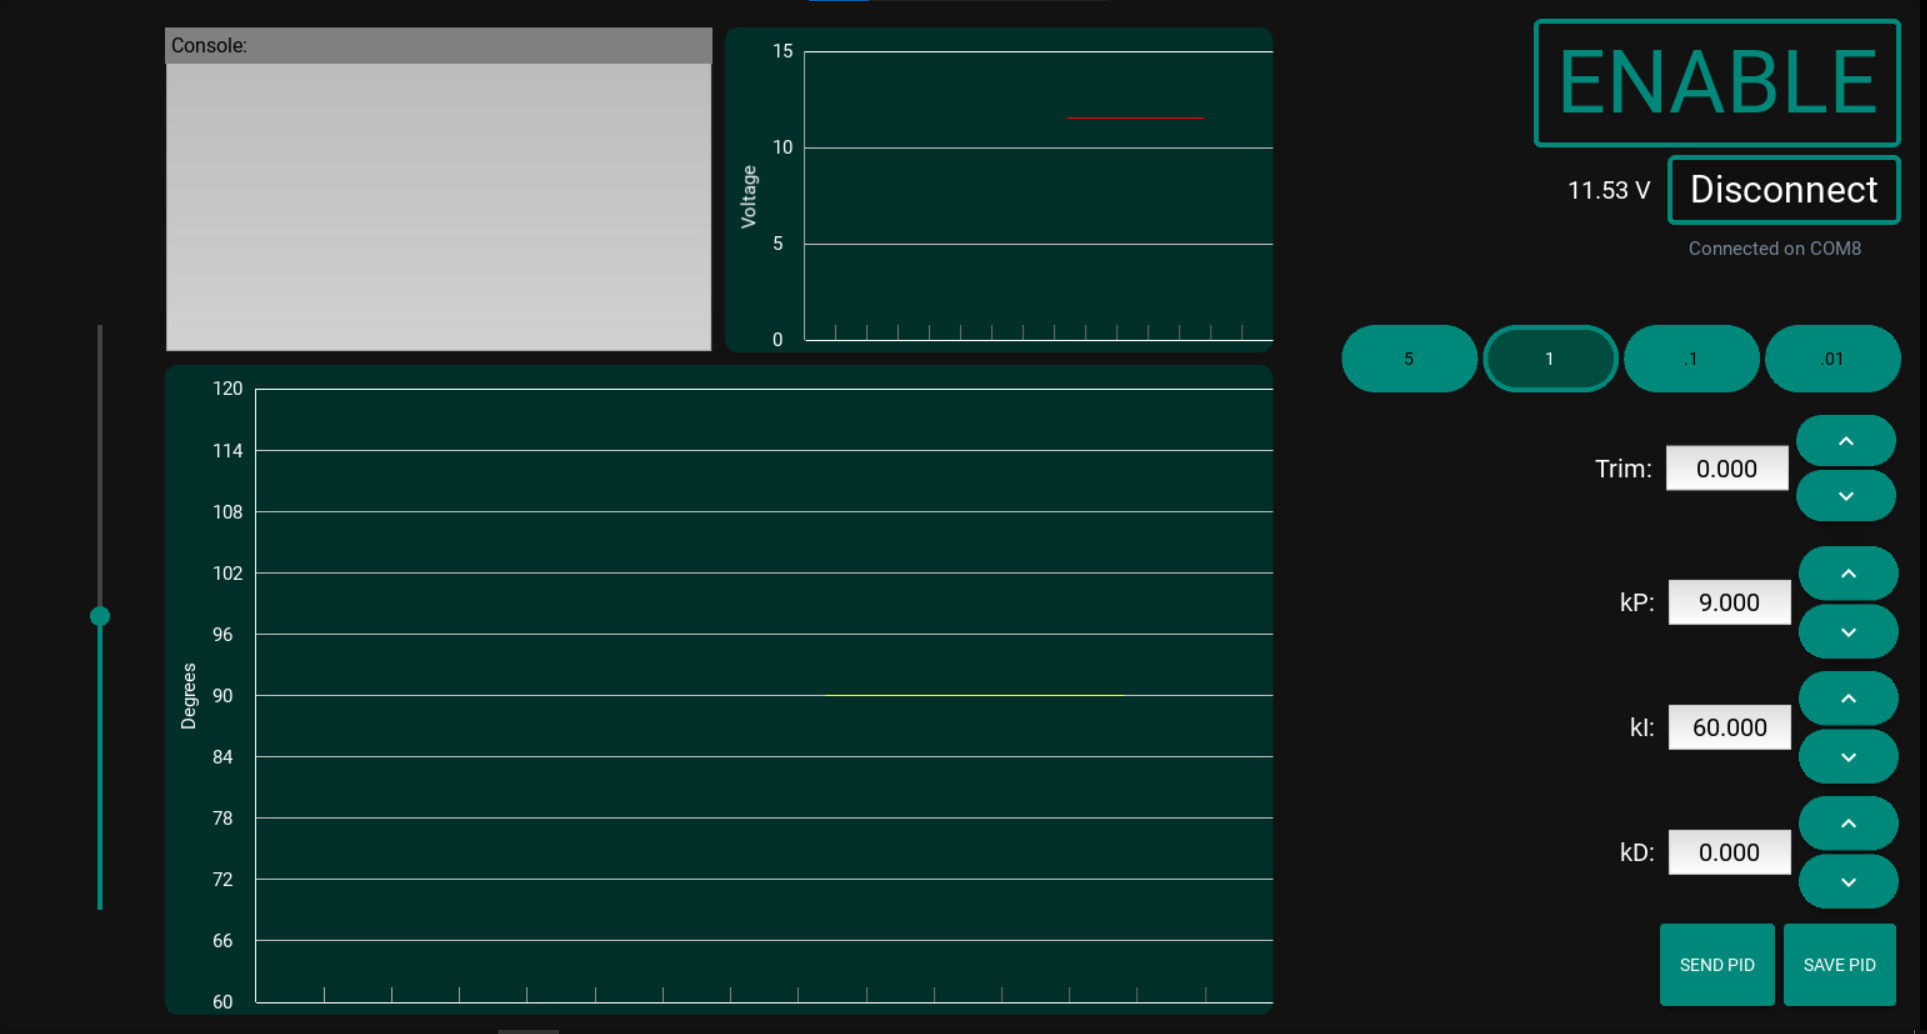 Console:
15
10
5
0
Voltage
ENABLE
11.53 V
Disconnect
Connected on COM8
5
1
.1
.01
120
114
108
102
96
90
84
78
72
66
60
Degrees
Trim:
0.000
kP:
9.000
kI:
60.000
kD:
0.000
SEND PID
SAVE PID